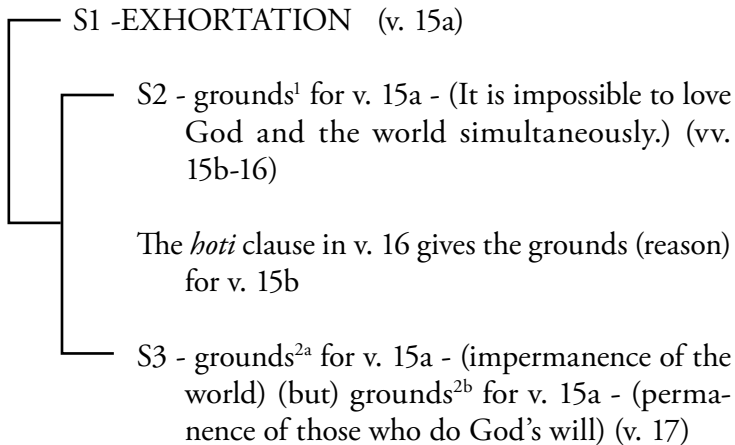 S1 -EXHORTATION (v. 15a)
S2 - grounds¹ for v. 15a - (It is impossible to love
God and the world simultaneously.) (vv.
15b-16)
The hoti clause in v. 16 gives the grounds (reason)
for v. 15b
S3 - grounds²ᵃ for v. 15a - (impermanence of the
world) (but) grounds²ᵇ for v. 15a - (perma-
nence of those who do God’s will) (v. 17)